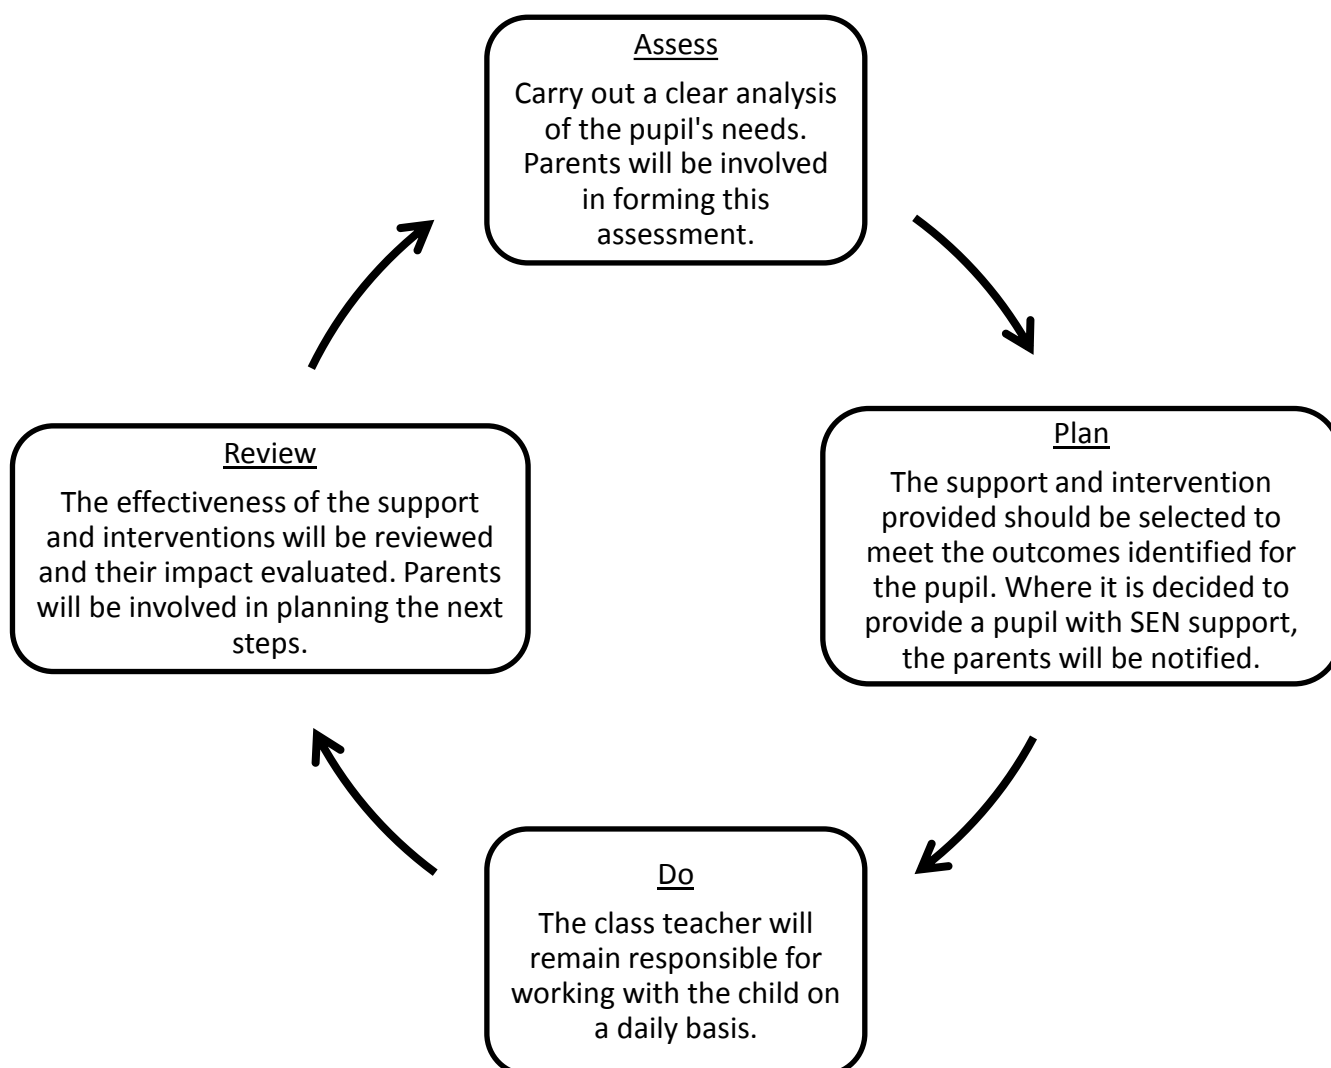 Assess
Carry out a clear analysis
of the pupil's needs.
Parents will be involved
in forming this
assessment.
Plan
The support and intervention
provided should be selected to
meet the outcomes identified for
the pupil. Where it is decided to
provide a pupil with SEN support,
the parents will be notified.
Do
The class teacher will
remain responsible for
working with the child on
a daily basis.
Review
The effectiveness of the support
and interventions will be reviewed
and their impact evaluated. Parents
will be involved in planning the next
steps.